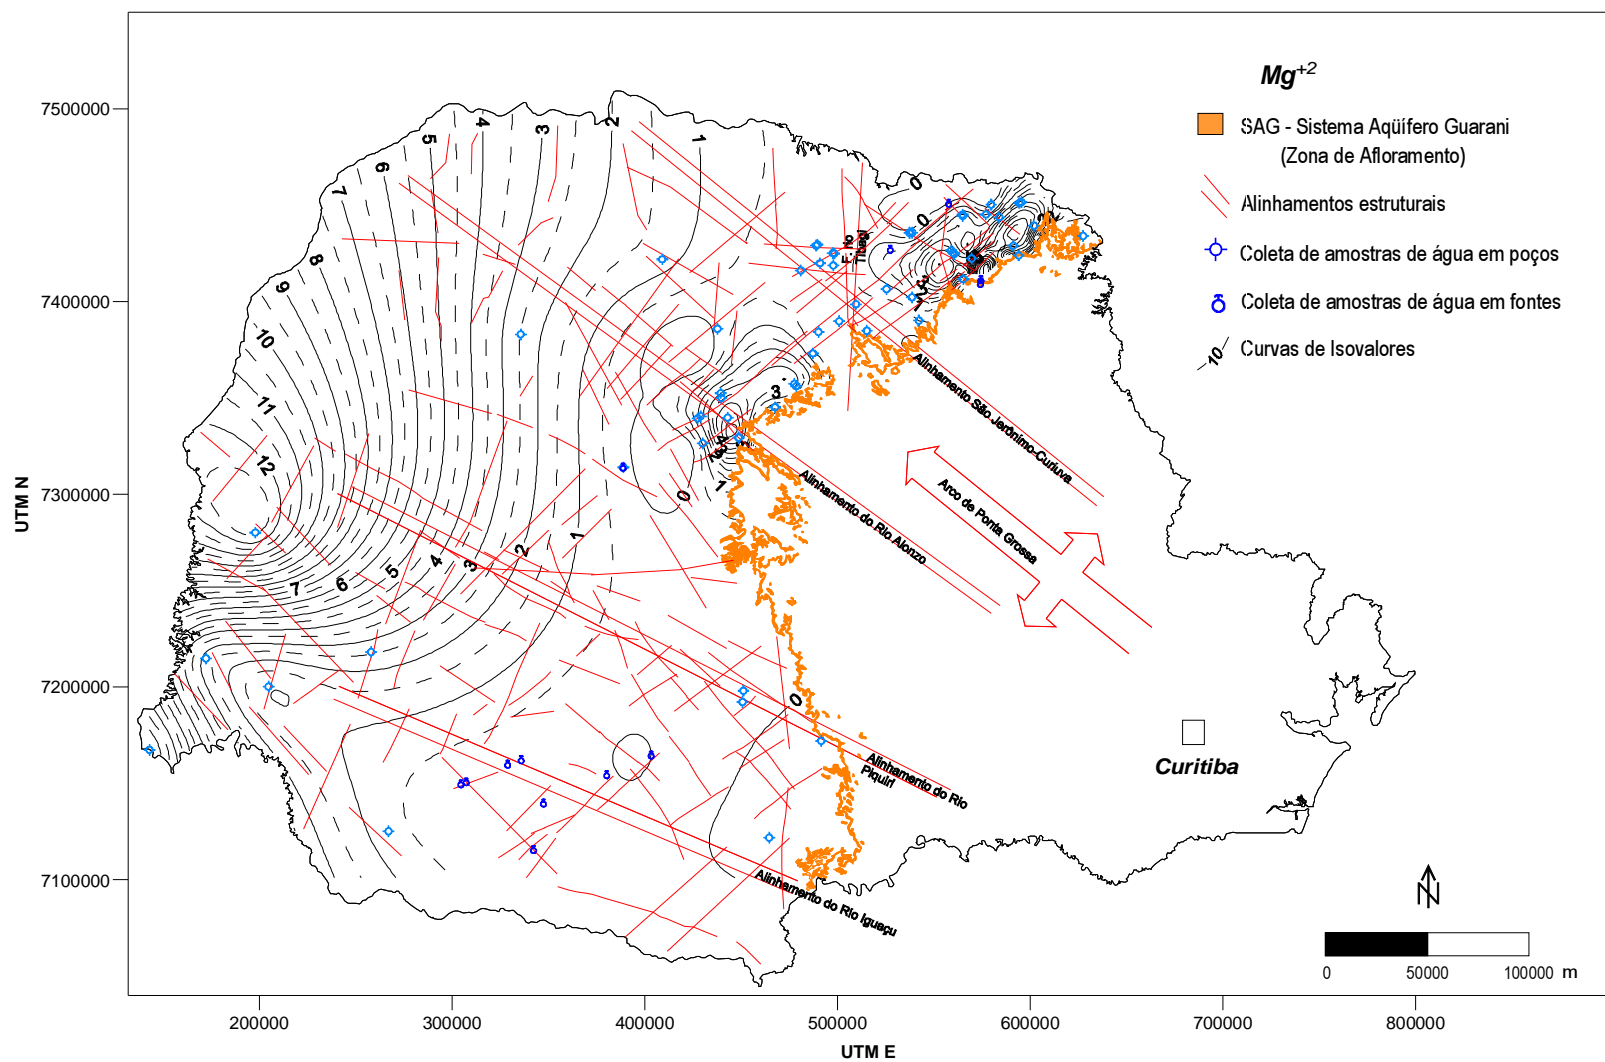 Mg+2
SAG - Sistema Aqüífero Guarani
(Zona de Afloramento)
Alinhamentos estruturais
Coleta de amostras de água em poços
Coleta de amostras de água em fontes
10
Curvas de Isovalores
7500000
7400000
7300000
7200000
7100000
UTM N
5
4
3
2
1
6
7
8
9
10
11
12
0
0
3
0
1
7
6
5
4
3
2
1
0
Rio
Tibagi
Alinhamento São Jerônimo-Curiuva
Alinhamento do Rio Alonzo
Arco de Ponta Grossa
Alinhamento do Rio
Piquiri
Alinhamento do Rio Iguaçu
Curitiba
N
0 50000 100000 m
200000 300000 400000 500000 600000 700000 800000
UTM E